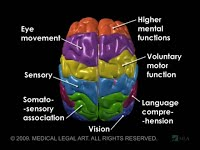 Eye
movement
Higher
mental
functions
Voluntary
motor
function
Sensory
Somato-
-sensory
association
Language
compre-
-hension
Vision
© 2009. MEDICAL LEGAL ART. ALL RIGHTS RESERVED.